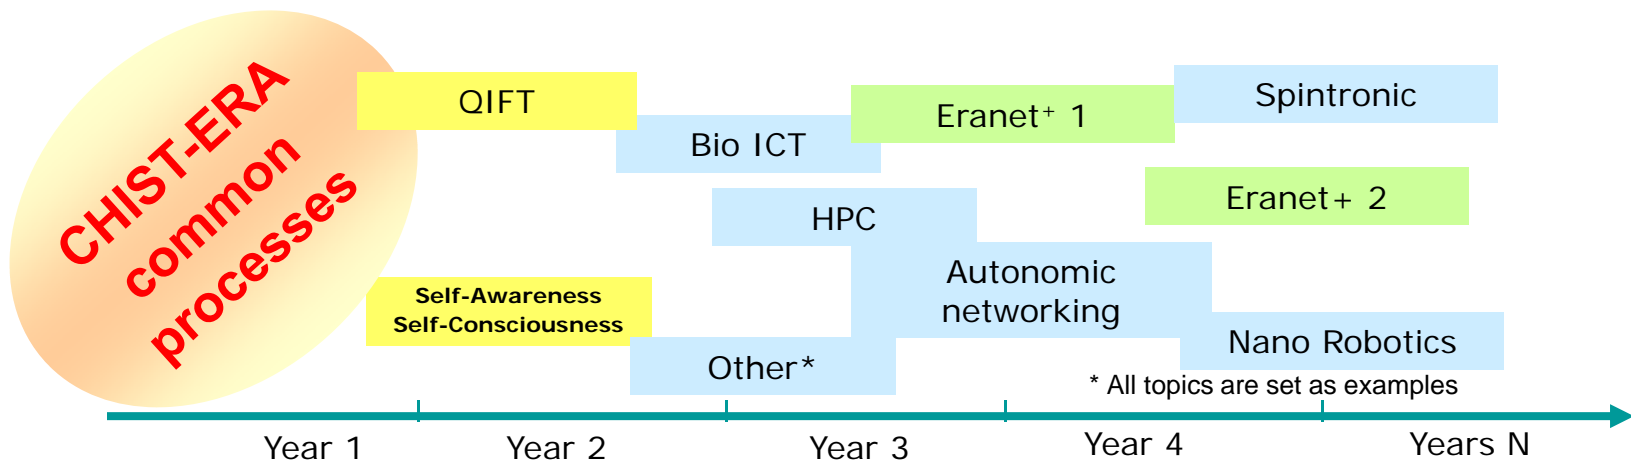 CHIST-ERA
common
processes
QIFT
Bio ICT
Eranet+ 1
Spintronic
HPC
Eranet+ 2
Self-Awareness
Self-Consciousness
Autonomic
networking
Other*
Nano Robotics
* All topics are set as examples
Year 1
Year 2
Year 3
Year 4
Years N